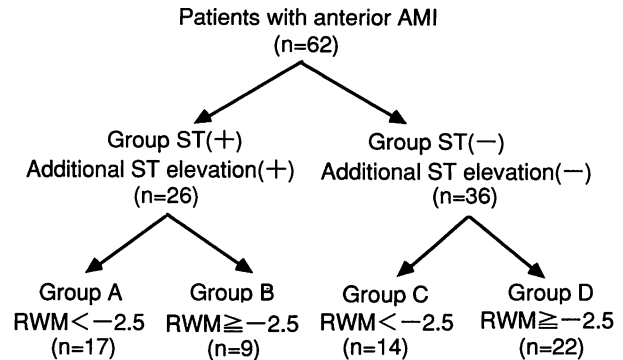 Patients with anterior AMI
(n=62)
Group ST(+)
Additional ST elevation(+)
(n=26)
Group ST(−)
Additional ST elevation(−)
(n=36)
Group A
RWM<−2.5
(n=17)
Group B
RWM≧−2.5
(n=9)
Group C
RWM<−2.5
(n=14)
Group D
RWM≧−2.5
(n=22)